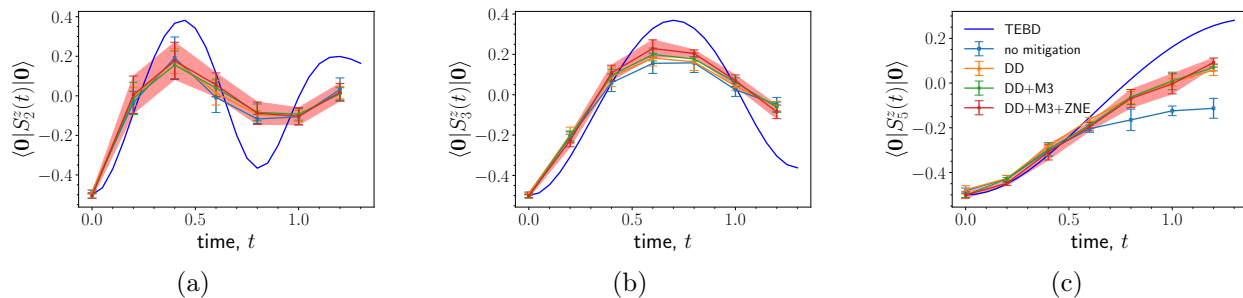 0.4
0.2
0.0
−0.2
−0.4
⟨0|S₂ᶻ(t)|0⟩
0.0 0.5 1.0
time, t
(a)
0.4
0.2
0.0
−0.2
−0.4
⟨0|S₃ᶻ(t)|0⟩
0.0 0.5 1.0
time, t
(b)
0.2
0.0
−0.2
−0.4
⟨0|S₅ᶻ(t)|0⟩
TEBD
no mitigation
DD
DD+M3
DD+M3+ZNE
0.0 0.5 1.0
time, t
(c)